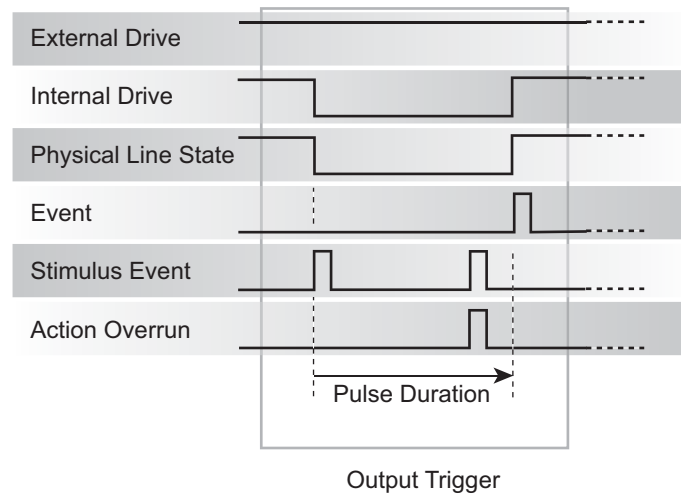 External Drive
Internal Drive
Physical Line State
Event
Stimulus Event
Action Overrun
Pulse Duration
Output Trigger